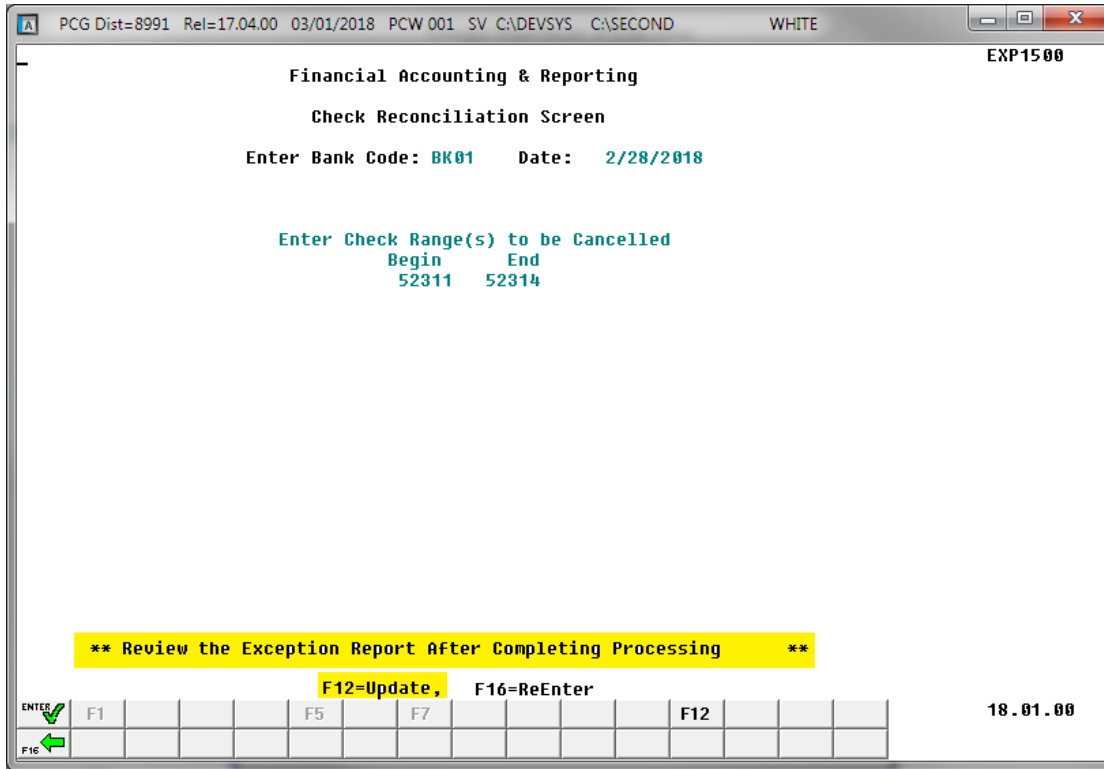 A PCG Dist=8991 Rel=17.04.00 03/01/2018 PCW 001 SV C:\DEVSYS C:\SECOND WHITE
EXP1500
Financial Accounting & Reporting
Check Reconciliation Screen
Enter Bank Code: BK01 Date: 2/28/2018
Enter Check Range(s) to be Cancelled
Begin End
52311 52314
** Review the Exception Report After Completing Processing **
F12=Update, F16=ReEnter
ENTER F1 F5 F7 F12 18.01.00
F16